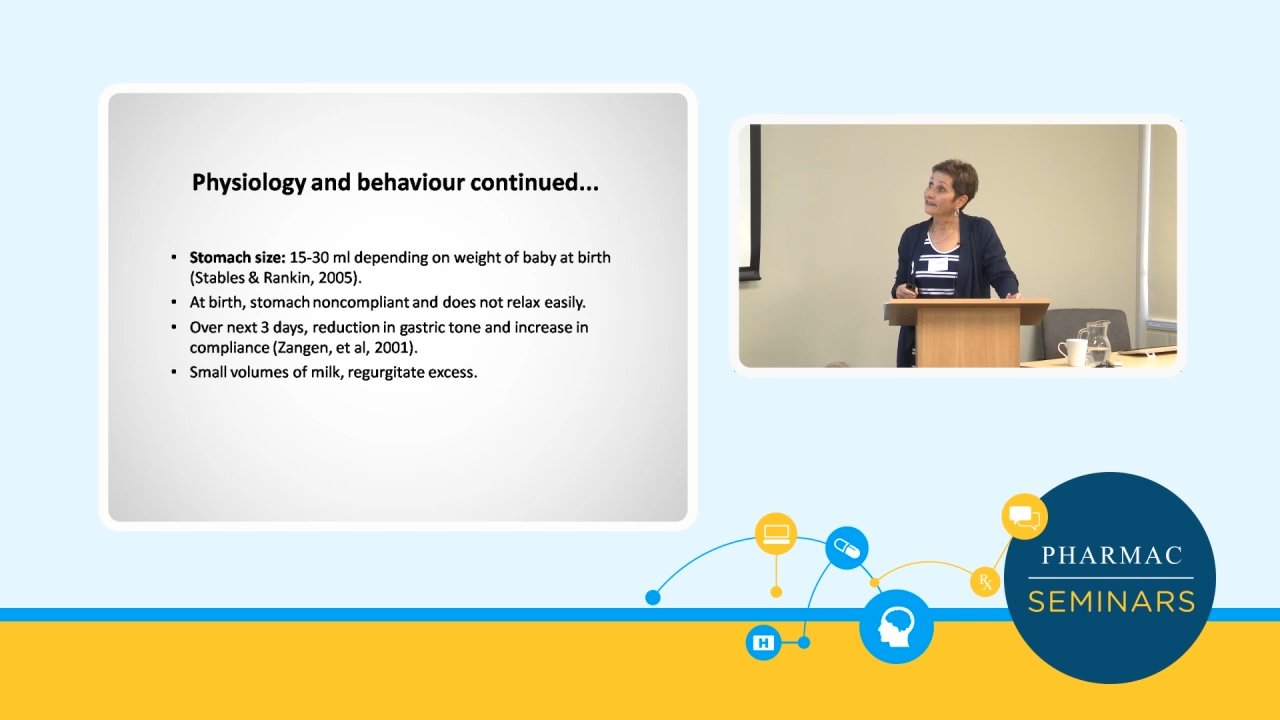 Physiology and behaviour continued...
• Stomach size: 15-30 ml depending on weight of baby at birth
(Stables & Rankin, 2005).
• At birth, stomach noncompliant and does not relax easily.
• Over next 3 days, reduction in gastric tone and increase in
compliance (Zangen, et al, 2001).
• Small volumes of milk, regurgitate excess.
H
Rx
PHARMAC
SEMINARS